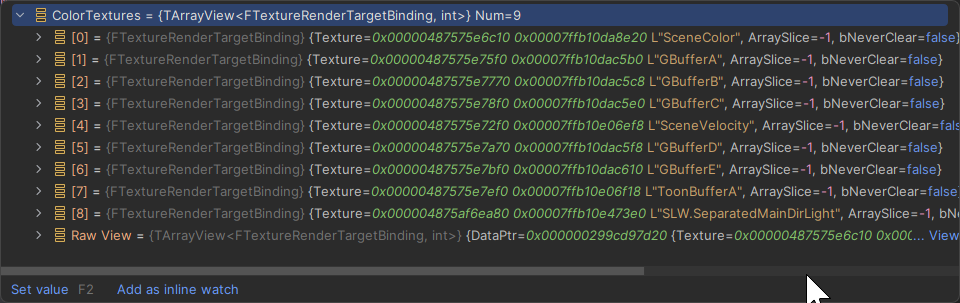 ColorTextures = {TArrayView<FTextureRenderTargetBinding, int>} Num=9
[0] = {FTextureRenderTargetBinding} {Texture=0x00000487575e6c10 0x00007ffb10da8e20 L"SceneColor", ArraySlice=-1, bNeverClear=false}
[1] = {FTextureRenderTargetBinding} {Texture=0x00000487575e75f0 0x00007ffb10dac5b0 L"GBufferA", ArraySlice=-1, bNeverClear=false}
[2] = {FTextureRenderTargetBinding} {Texture=0x00000487575e7770 0x00007ffb10dac5c8 L"GBufferB", ArraySlice=-1, bNeverClear=false}
[3] = {FTextureRenderTargetBinding} {Texture=0x00000487575e78f0 0x00007ffb10dac5e0 L"GBufferC", ArraySlice=-1, bNeverClear=false}
[4] = {FTextureRenderTargetBinding} {Texture=0x00000487575e72f0 0x00007ffb10e06ef8 L"SceneVelocity", ArraySlice=-1, bNeverClear=fals
[5] = {FTextureRenderTargetBinding} {Texture=0x00000487575e7a70 0x00007ffb10dac5f8 L"GBufferD", ArraySlice=-1, bNeverClear=false}
[6] = {FTextureRenderTargetBinding} {Texture=0x00000487575e7bf0 0x00007ffb10dac610 L"GBufferE", ArraySlice=-1, bNeverClear=false}
[7] = {FTextureRenderTargetBinding} {Texture=0x00000487575e7ef0 0x00007ffb10e06f18 L"ToonBufferA", ArraySlice=-1, bNeverClear=false}
[8] = {FTextureRenderTargetBinding} {Texture=0x000004875af6ea80 0x00007ffb10e473e0 L"SLW.SeparatedMainDirLight", ArraySlice=-1, bNe
Raw View = {TArrayView<FTextureRenderTargetBinding, int>} {DataPtr=0x000000299cd97d20 {Texture=0x00000487575e6c10 0x000... View
Set value F2 Add as inline watch